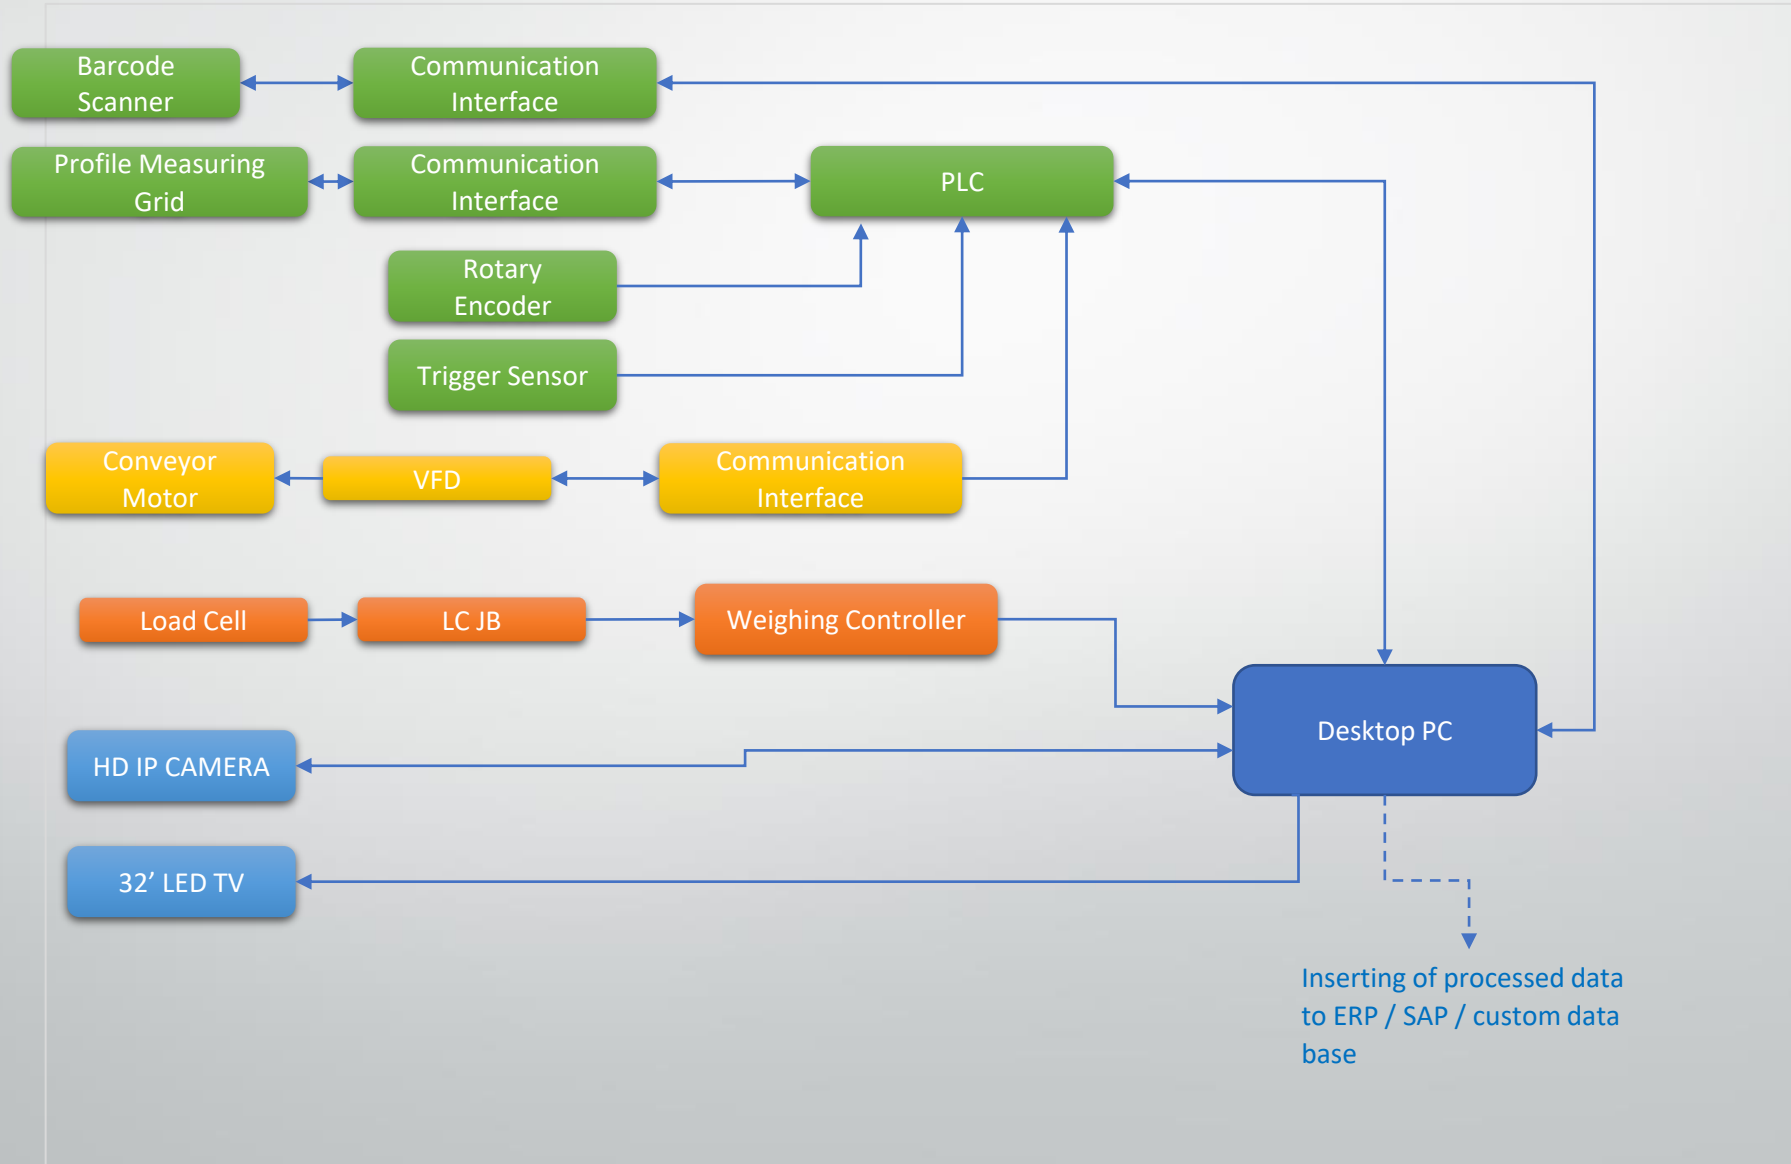 Barcode
Scanner
Communication
Interface
Profile Measuring
Grid
Communication
Interface
PLC
Rotary
Encoder
Trigger Sensor
Conveyor
Motor
VFD
Communication
Interface
Load Cell
LC JB
Weighing Controller
Desktop PC
HD IP CAMERA
32’ LED TV
Inserting of processed data
to ERP / SAP / custom data
base